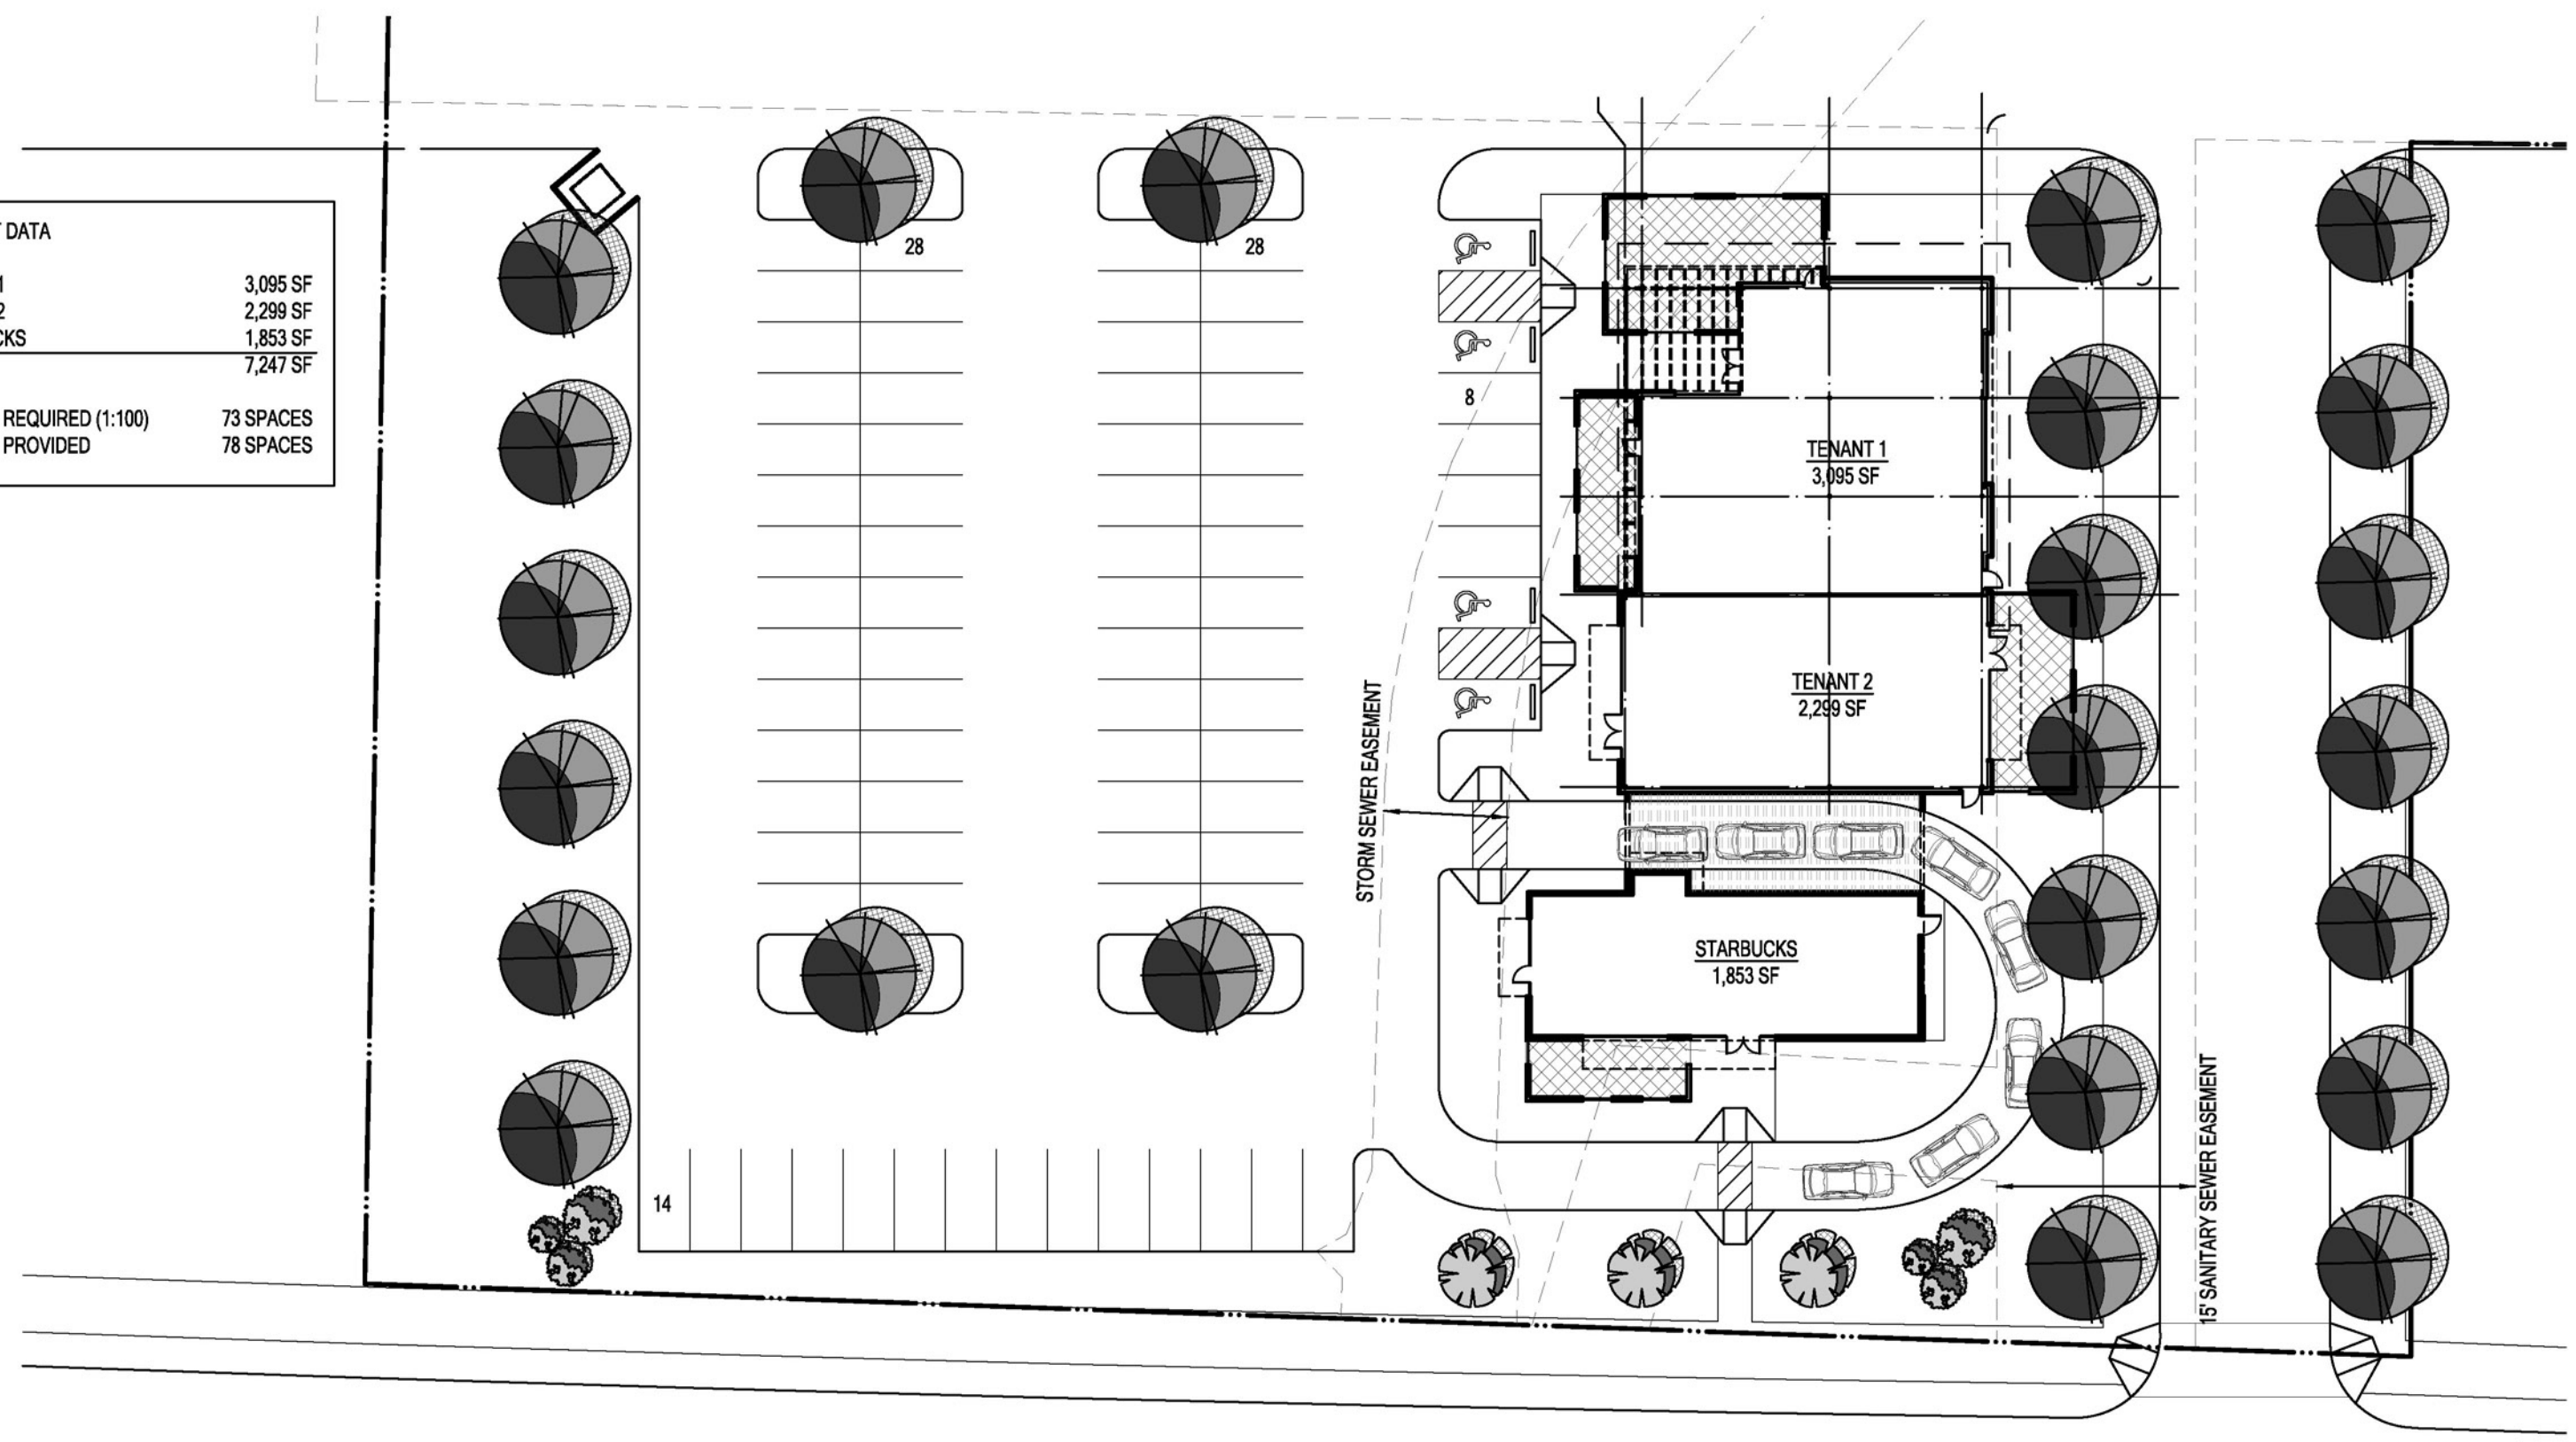 T DATA
1 3,095 SF
2 2,299 SF
CKS 1,853 SF
7,247 SF
REQUIRED (1:100) 73 SPACES
PROVIDED 78 SPACES
28
28
8
14
STORM SEWER EASEMENT
TENANT 1
3,095 SF
TENANT 2
2,299 SF
STARBUCKS
1,853 SF
15' SANITARY SEWER EASEMENT